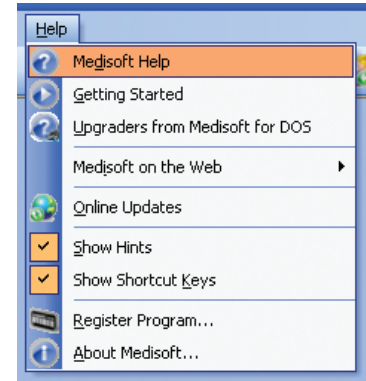 Help
Medisoft Help
Getting Started
Upgraders from Medisoft for DOS
Medisoft on the Web
Online Updates
Show Hints
Show Shortcut Keys
Register Program...
About Medisoft...